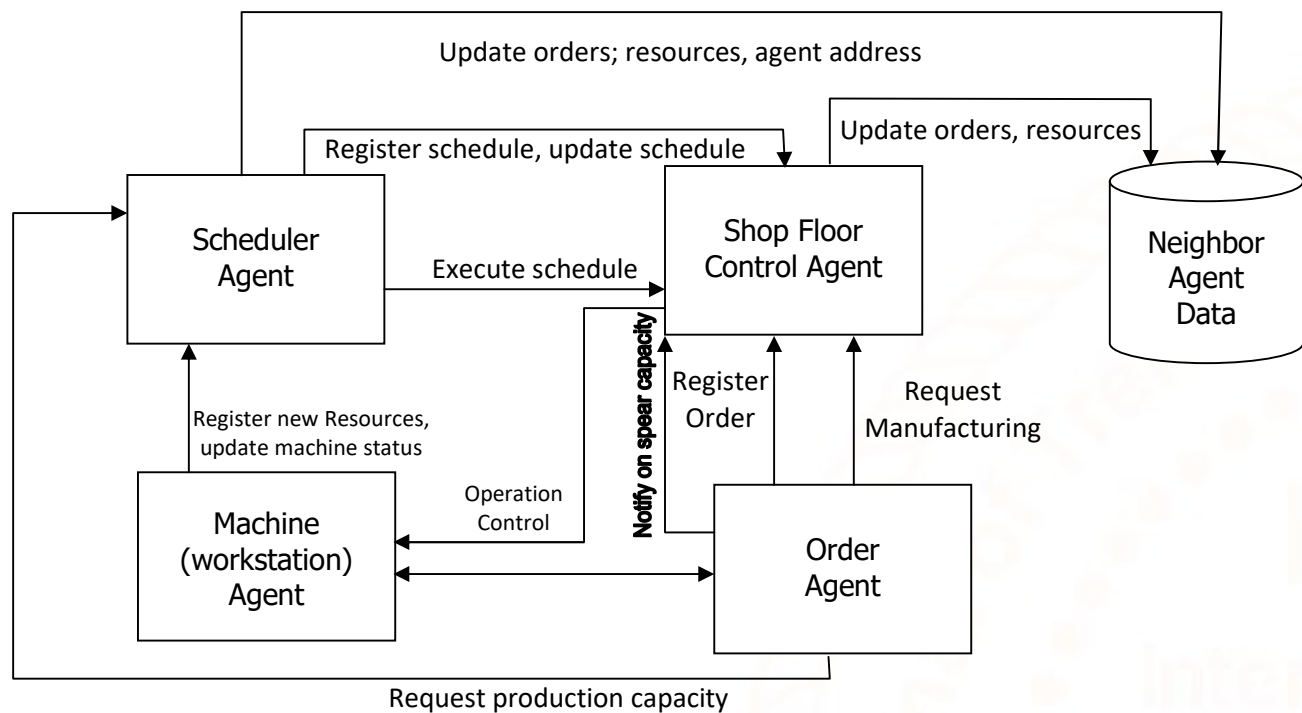 Update orders; resources, agent address
Update orders, resources
Register schedule, update schedule
Scheduler
Agent
Shop Floor
Control Agent
Neighbor
Agent
Data
Execute schedule
Notify on spear capacity
Register
Order
Request
Manufacturing
Register new Resources,
update machine status
Operation
Control
Machine
(workstation)
Agent
Order
Agent
Request production capacity
Inte